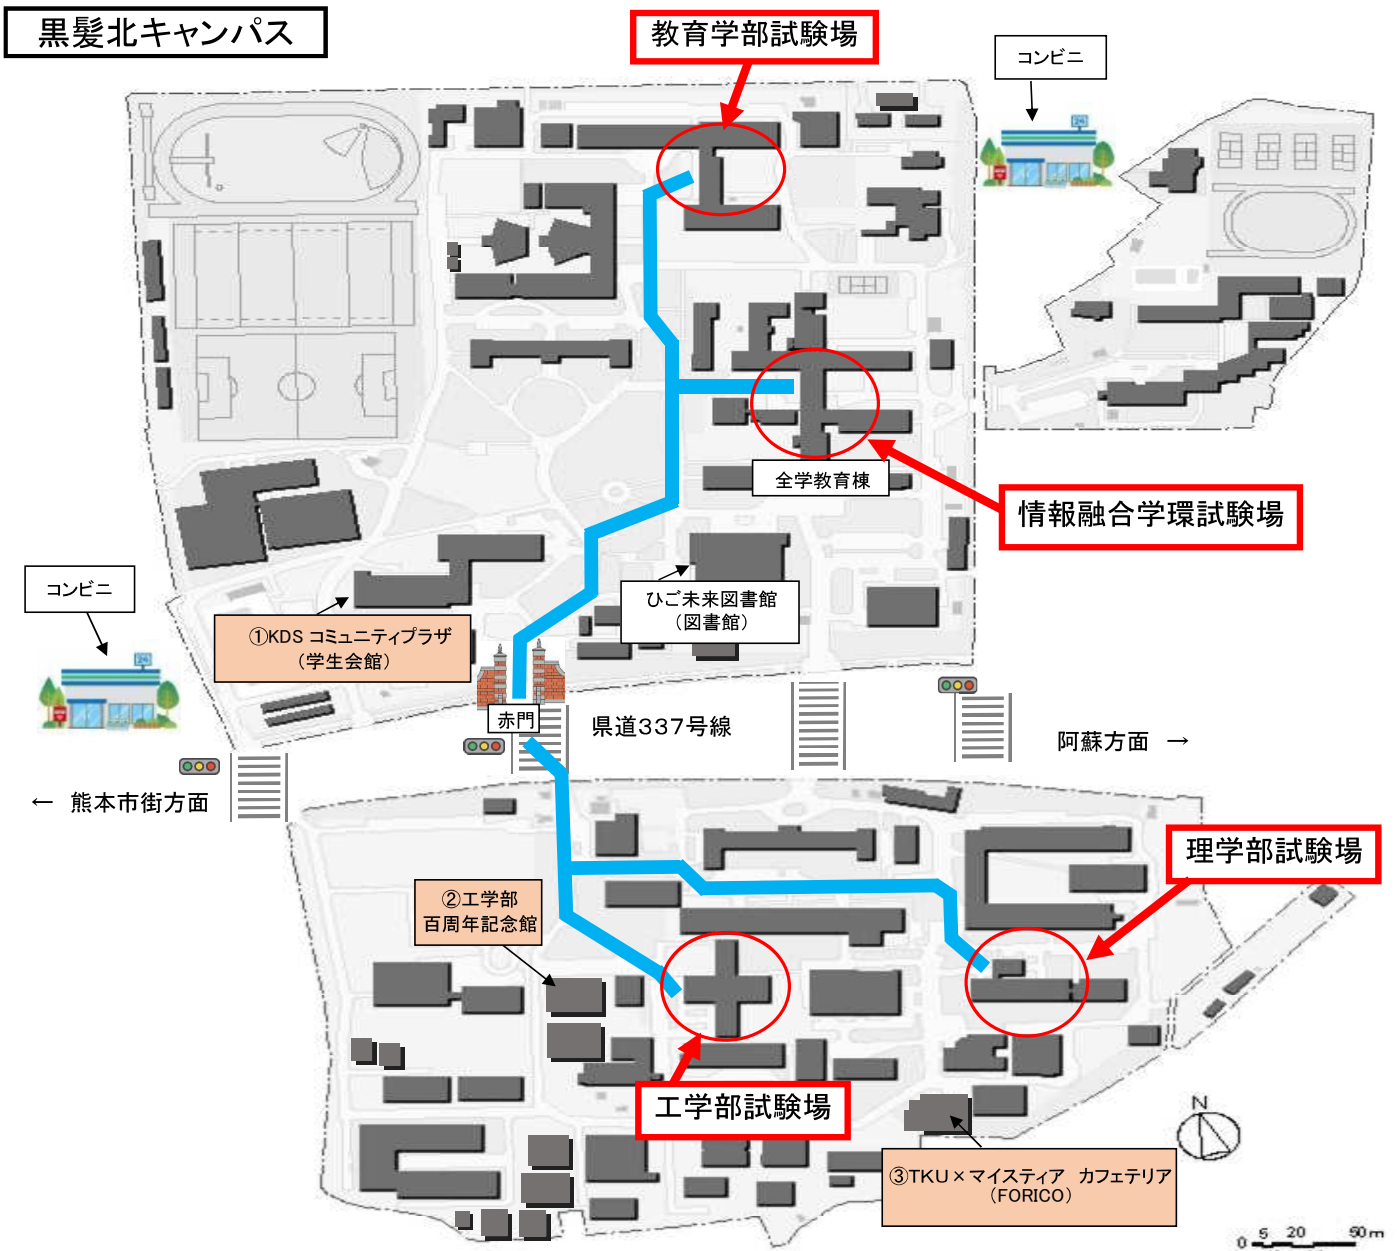 黒髪北キャンパス
教育学部試験場
コンビニ
24
全学教育棟
情報融合学環試験場
コンビニ
24
ひご未来図書館
（図書館）
①KDS コミュニティプラザ
（学生会館）
赤門
県道３３７号線
阿蘇方面 →
← 熊本市街方面
理学部試験場
②工学部
百周年記念館
工学部試験場
③TKU×マイスティア カフェテリア
（FORICO）
N
0 5 20 50m